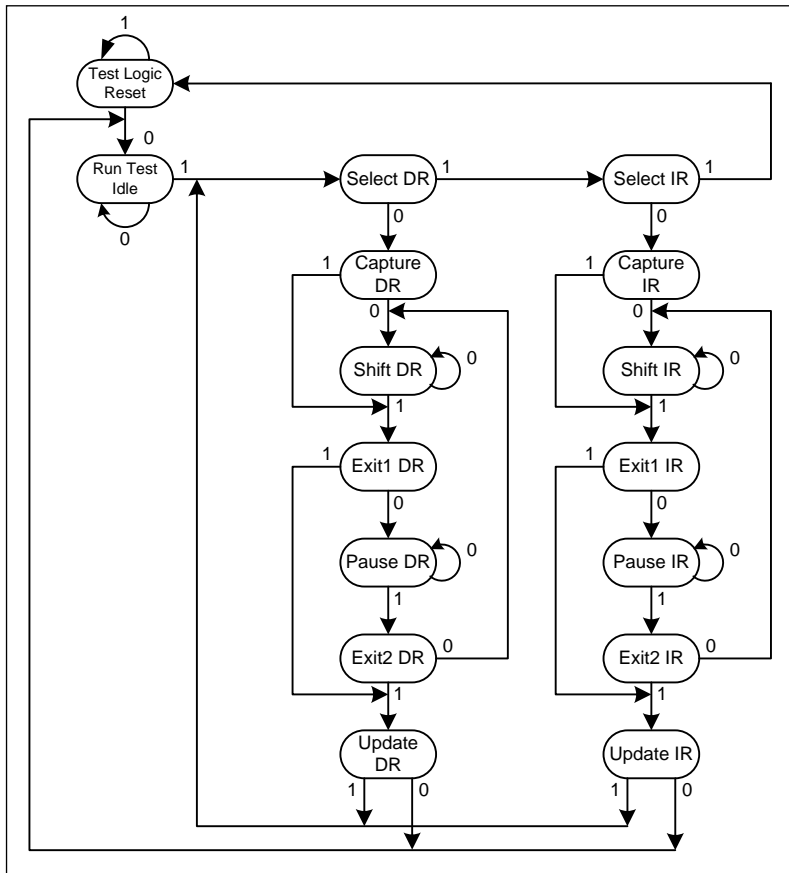 1
Test Logic
Reset
0
Run Test
Idle
1
0
Select DR
1
0
Select IR
1
0
Capture
DR
1
0
Capture
IR
1
0
Shift DR
0
1
Shift IR
0
1
Exit1 DR
1
0
Exit1 IR
1
0
Pause DR
0
1
Pause IR
0
1
Exit2 DR
0
1
Exit2 IR
0
1
Update
DR
1
0
Update IR
1
0